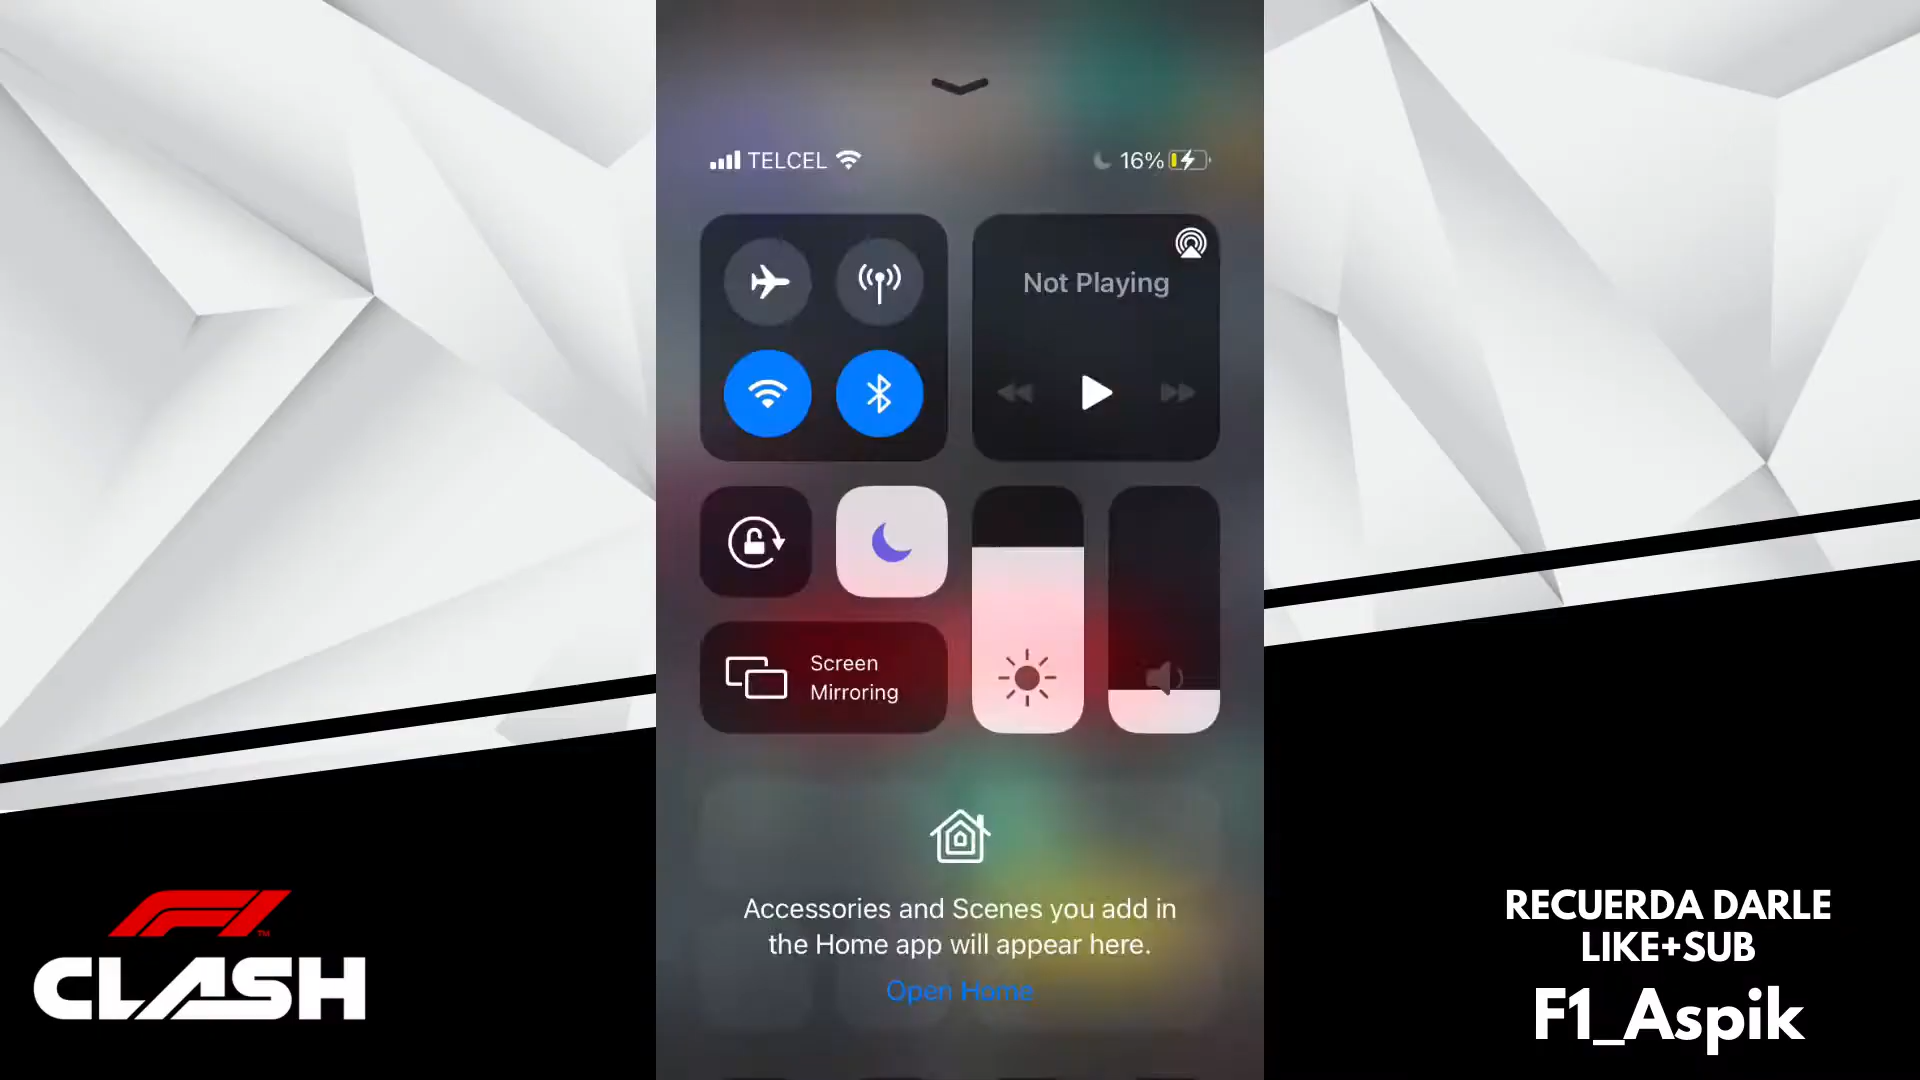 TELCEL
16%
Not Playing
Screen
Mirroring
Accessories and Scenes you add in
the Home app will appear here.
Open Home
F1™
CLASH
RECUERDA DARLE
LIKE+SUB
F1_Aspik